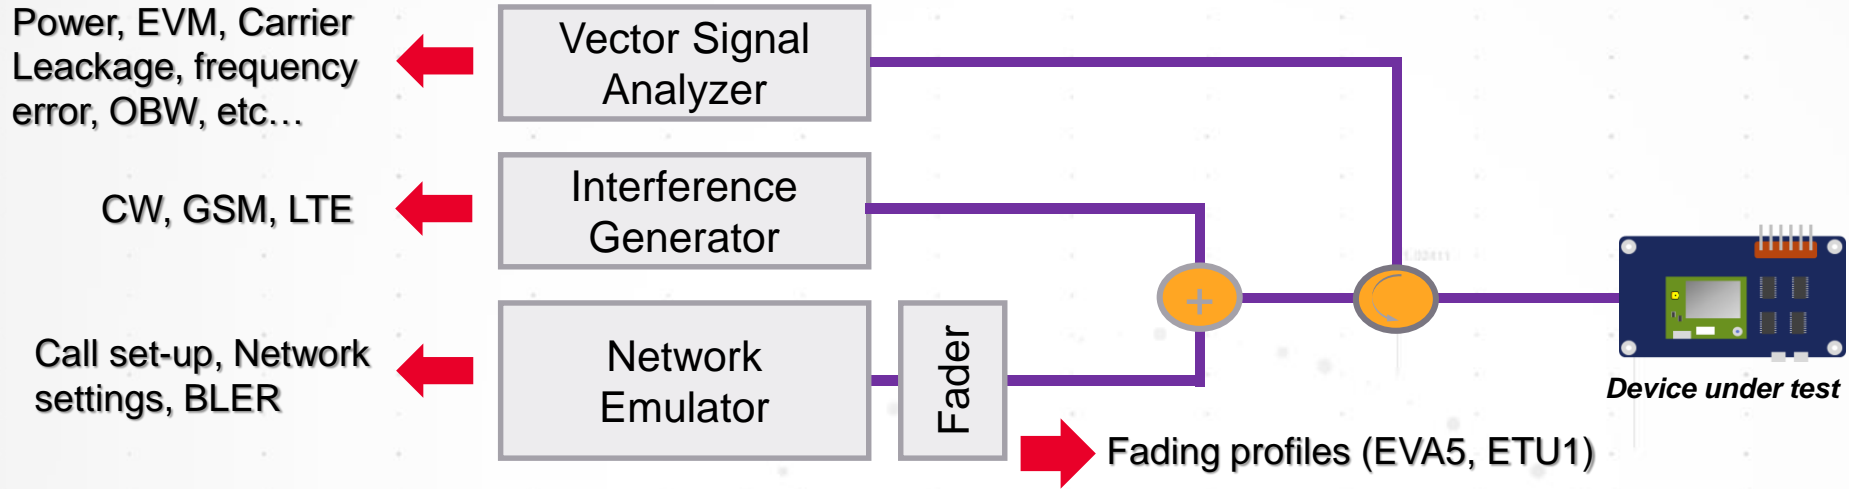 Power, EVM, Carrier
Leackage, frequency
error, OBW, etc…
Vector Signal
Analyzer
CW, GSM, LTE
Interference
Generator
+
Call set-up, Network
settings, BLER
Network
Emulator
Fader
Fading profiles (EVA5, ETU1)
Device under test